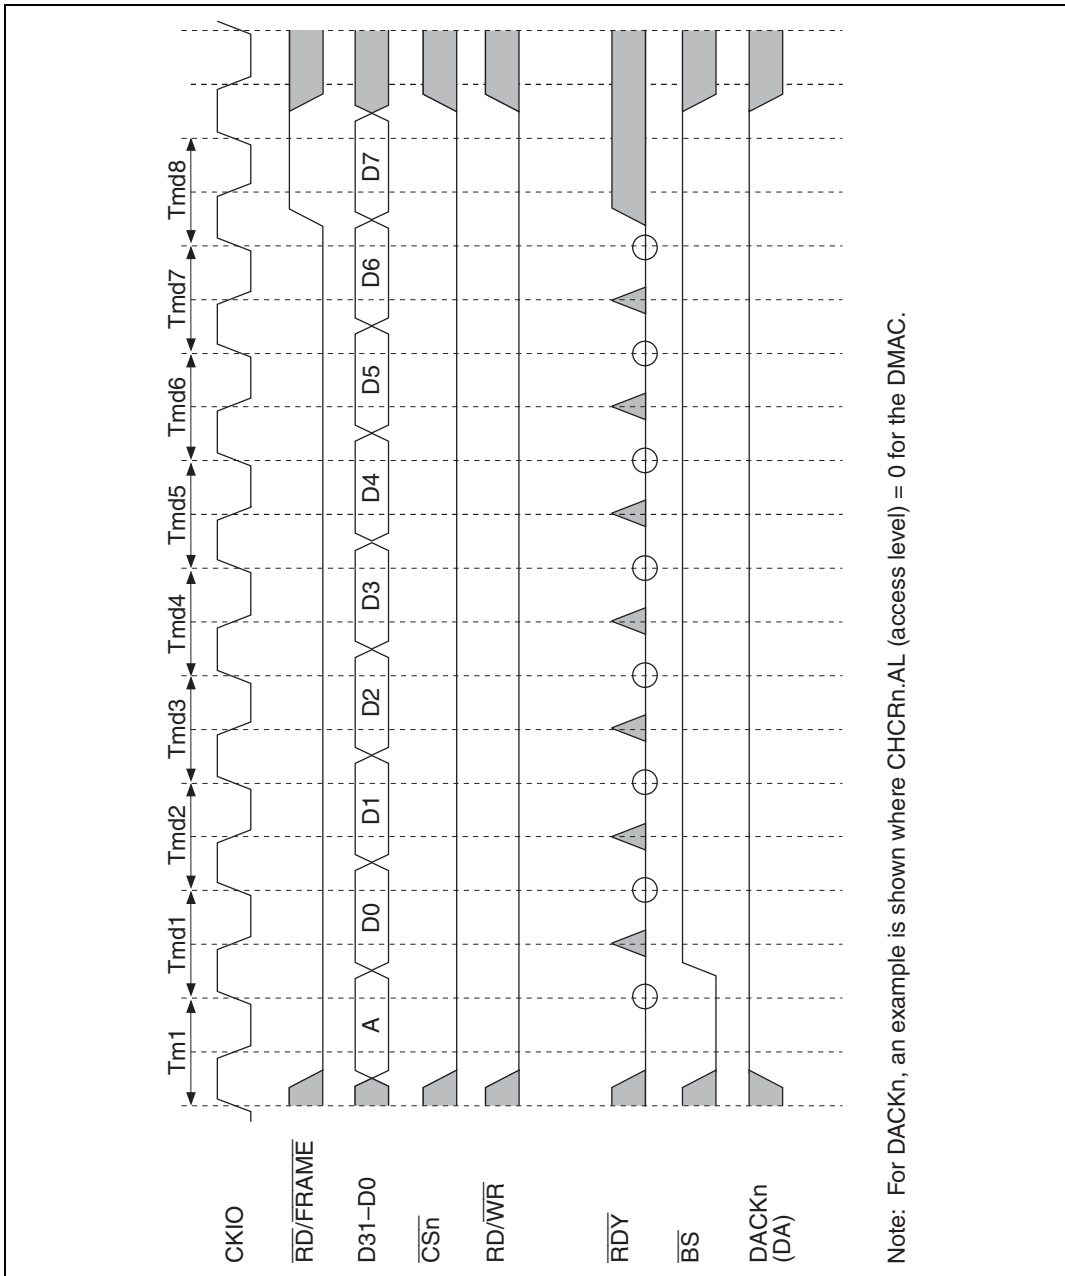 Tm1 Tmd1 Tmd2 Tmd3 Tmd4 Tmd5 Tmd6 Tmd7 Tmd8
CKIO
RD/FRAME
D31–D0 A D0 D1 D2 D3 D4 D5 D6 D7
CSn
RD/WR
RDY
BS
DACKn
(DA)
Note: For DACKn, an example is shown where CHCRn.AL (access level) = 0 for the DMAC.